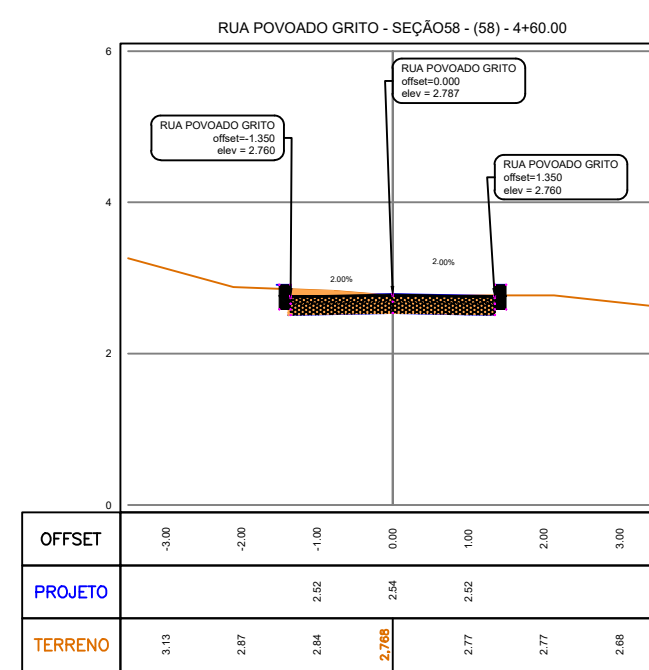 RUA POVOADO GRITO - SEÇÃO58 - (58) - 4+60.00
6
RUA POVOADO GRITO
offset=0.000
elev = 2.787
RUA POVOADO GRITO
offset=-1.350
elev = 2.760
RUA POVOADO GRITO
offset=1.350
elev = 2.760
4
2.00%
2.00%
2
0
OFFSET -3.00 -2.00 -1.00 0.00 1.00 2.00 3.00
PROJETO 2.52 2.54 2.52
TERRENO 3.13 2.87 2.84 2,768 2.77 2.77 2.68